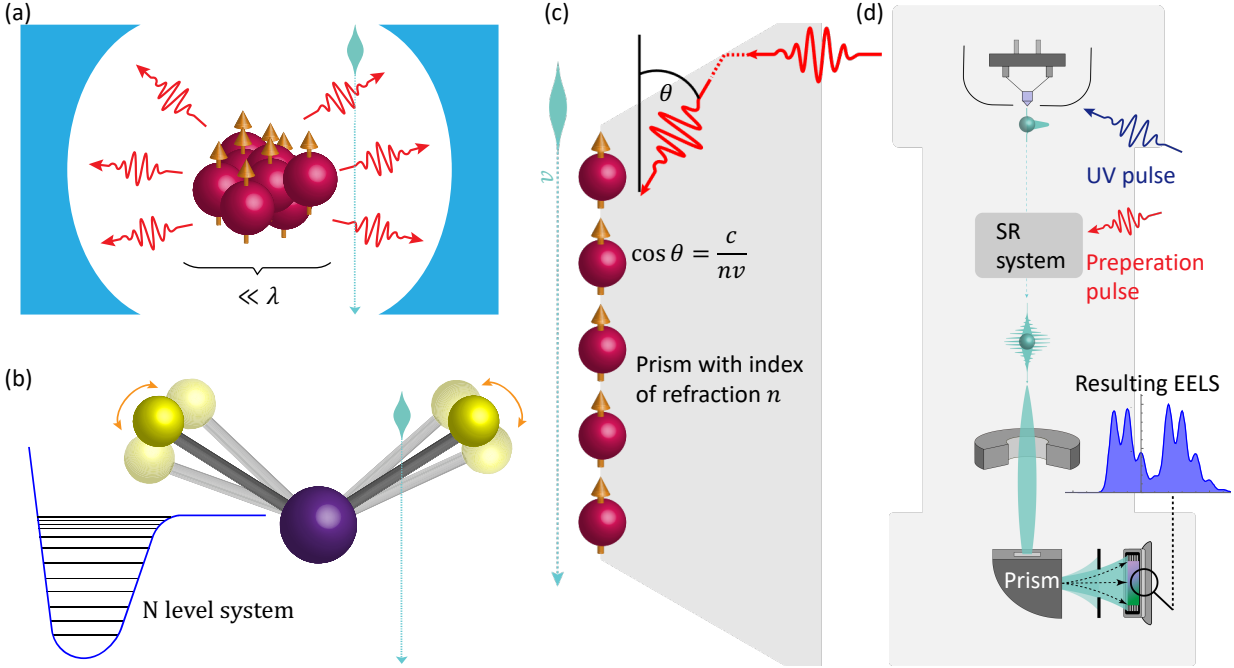 (a)
≪ λ
(b)
N level system
(c)
v
θ
cos θ = c/nv
Prism with index
of refraction n
(d)
UV pulse
SR
system
Preperation
pulse
Resulting EELS
Prism